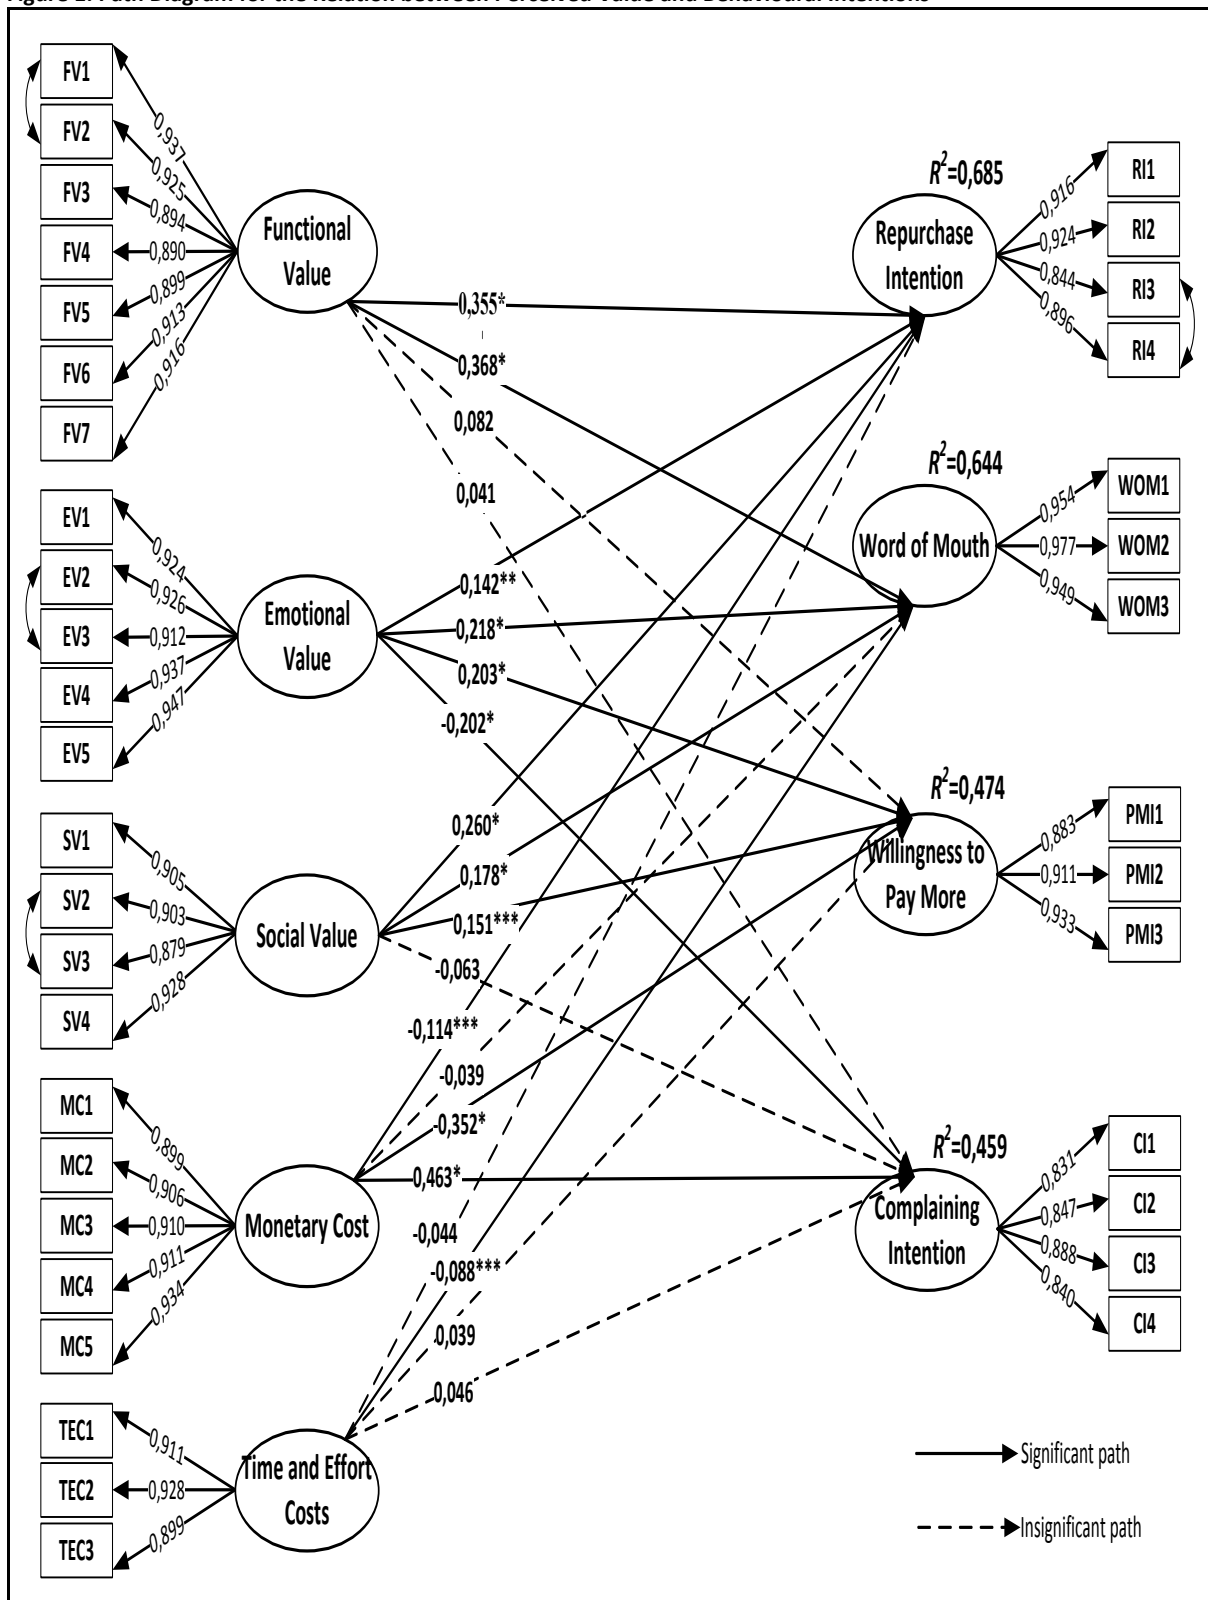 Figure 2. Path Diagram for the Relation between Perceived Value and Behavioural Intentions
FV1
FV2
FV3
FV4
FV5
FV6
FV7
0,937
0,925
0,894
0,890
0,899
0,913
0,916
Functional
Value
0,355*
0,368*
0,082
0,041
EV1
EV2
EV3
EV4
EV5
0,924
0,926
0,912
0,937
0,947
Emotional
Value
0,142**
0,218*
0,203*
-0,202*
SV1
SV2
SV3
SV4
0,905
0,903
0,879
0,928
Social Value
0,260*
0,178*
0,151***
-0,063
MC1
MC2
MC3
MC4
MC5
0,899
0,906
0,910
0,911
0,934
Monetary Cost
-0,114***
-0,039
-0,352*
0,463*
TEC1
TEC2
TEC3
0,911
0,928
0,899
Time and Effort
Costs
-0,044
-0,088***
0,039
0,046
R²=0,685
Repurchase
Intention
0,916
0,924
0,844
0,896
RI1
RI2
RI3
RI4
R²=0,644
Word of Mouth
0,954
0,977
0,949
WOM1
WOM2
WOM3
R²=0,474
Willingness to
Pay More
0,883
0,911
0,933
PMI1
PMI2
PMI3
R²=0,459
Complaining
Intention
0,831
0,847
0,888
0,840
CI1
CI2
CI3
CI4
Significant path
Insignificant path